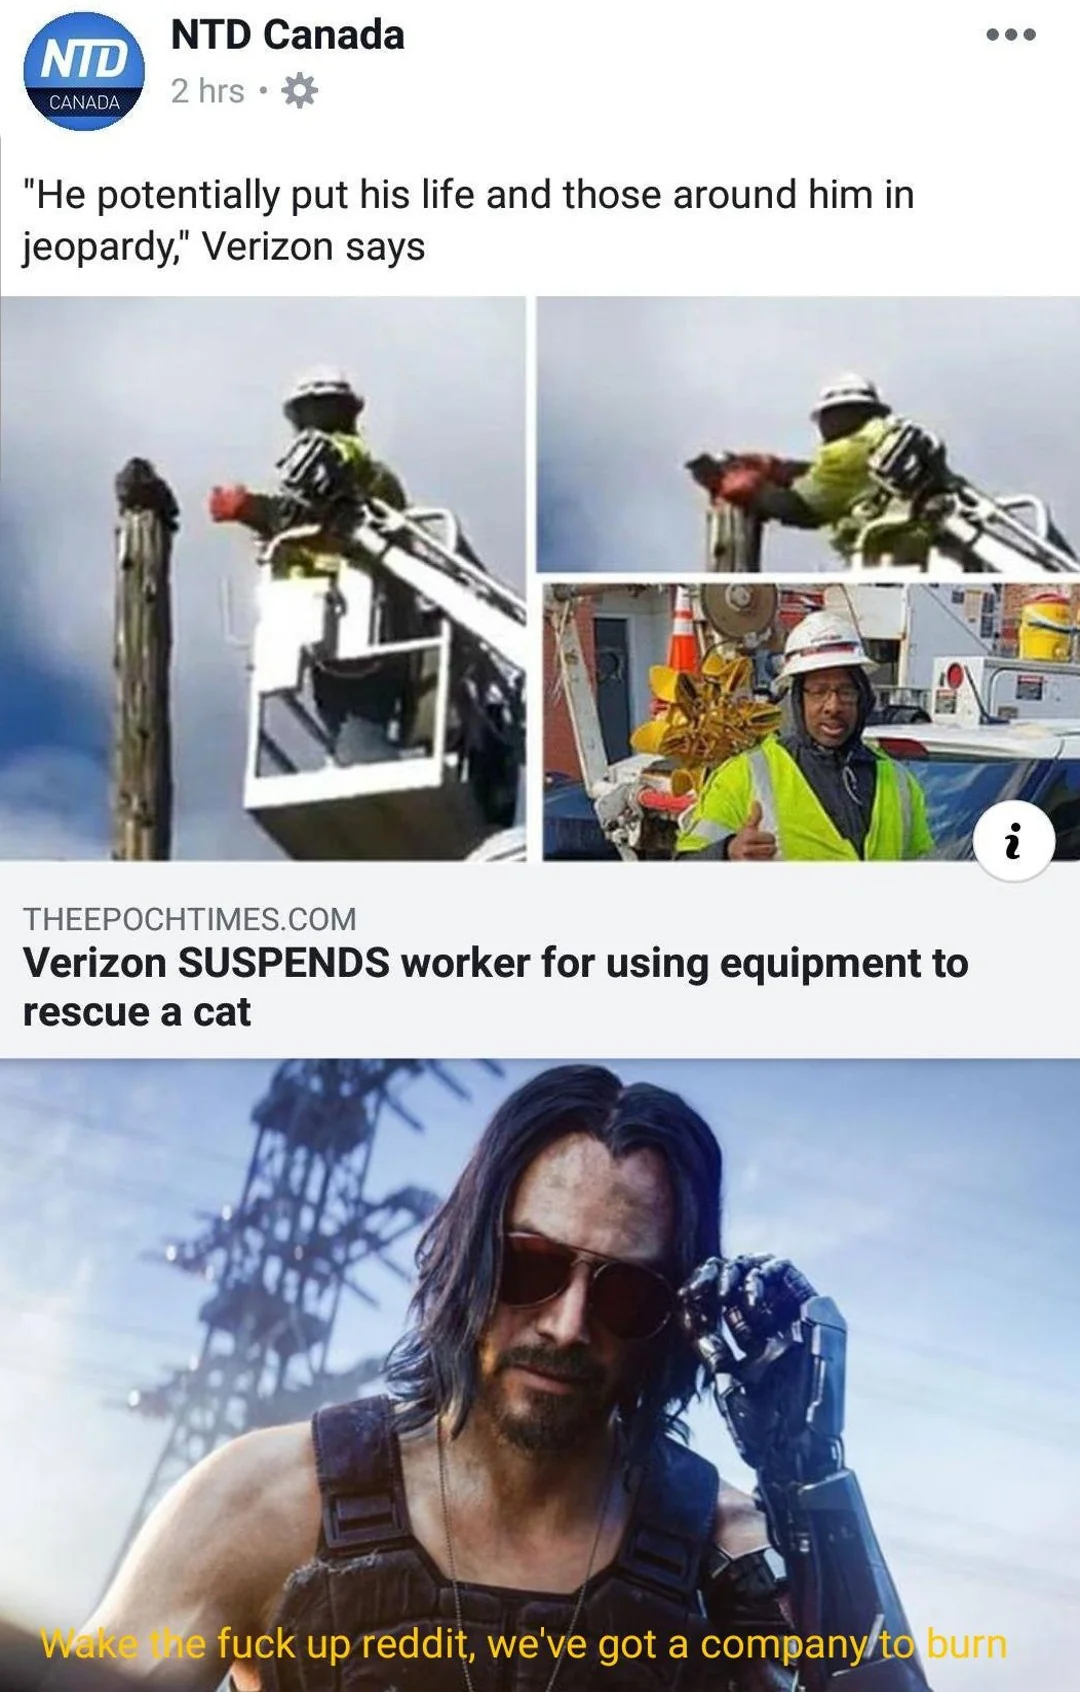 NTD
CANADA
NTD Canada
2 hrs •
"He potentially put his life and those around him in
jeopardy," Verizon says
i
THEEPOCHTIMES.COM
Verizon SUSPENDS worker for using equipment to
rescue a cat
Wake the fuck up reddit, we've got a company to burn